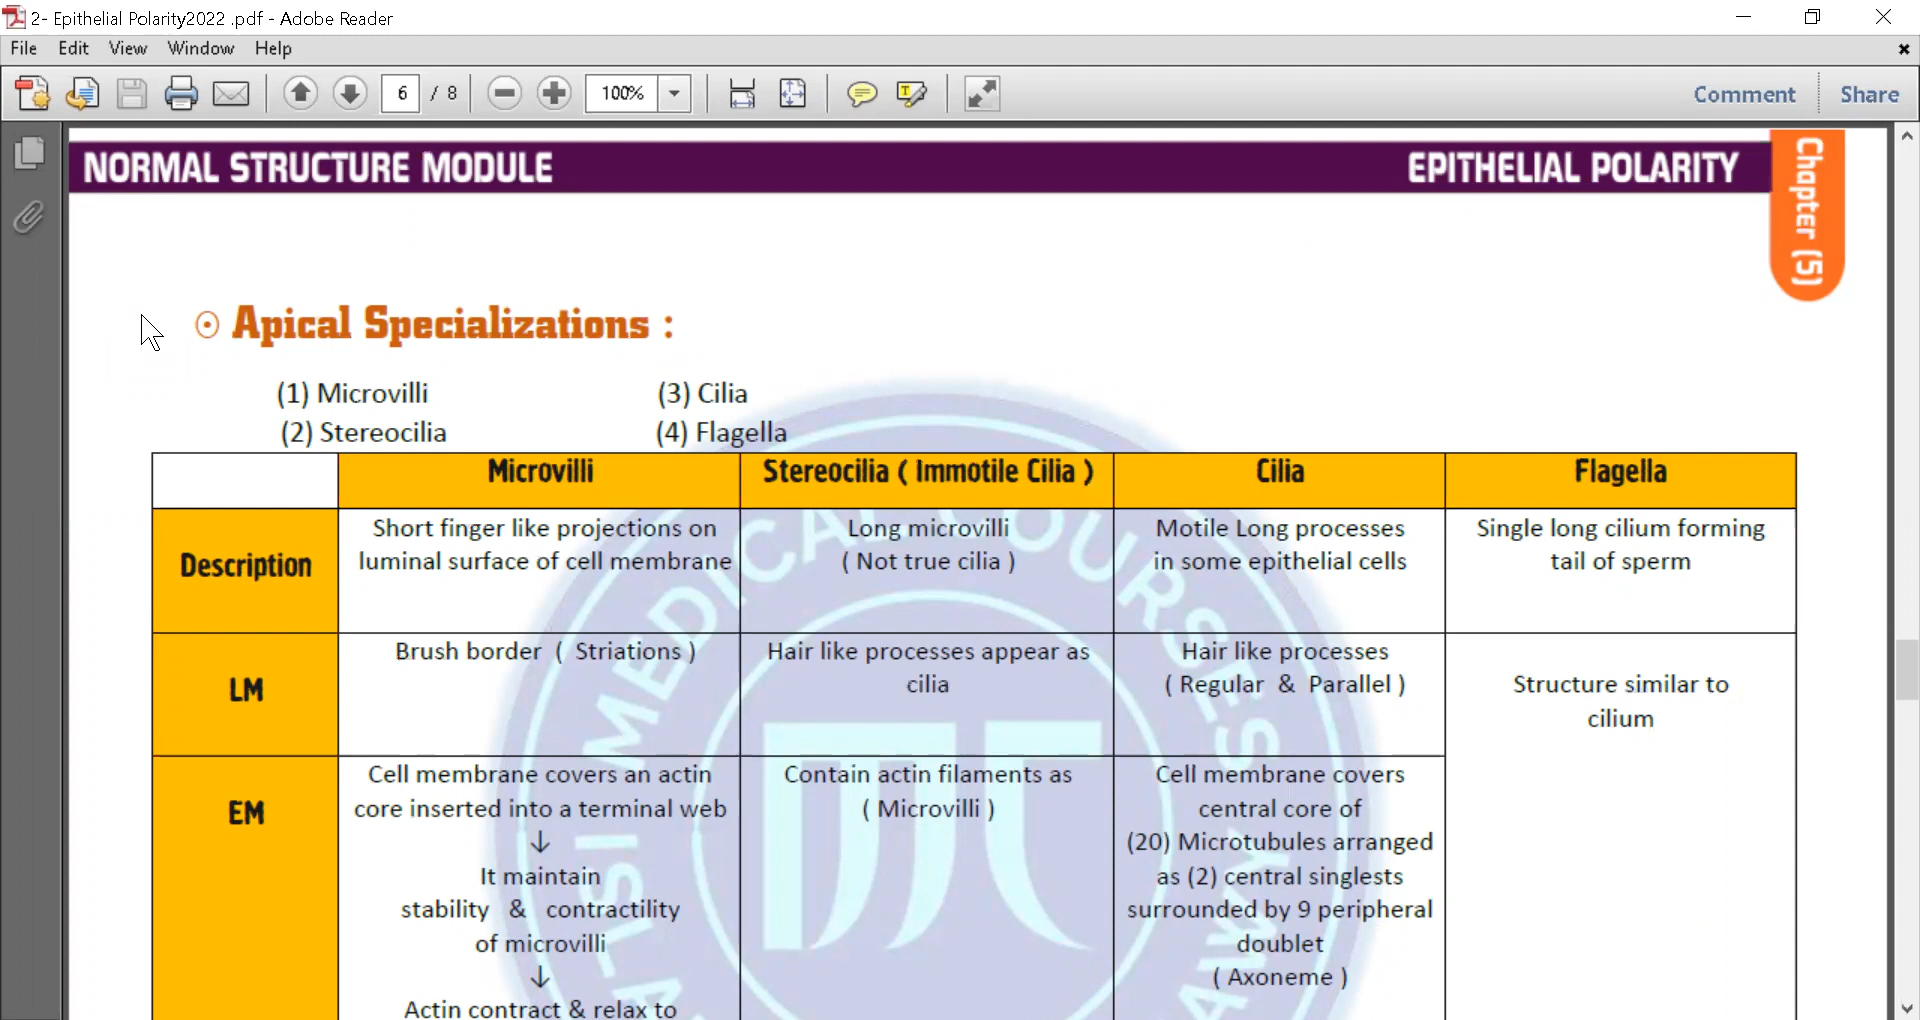 2- Epithelial Polarity2022 .pdf - Adobe Reader
File Edit View Window Help
6 / 8 100% Comment Share
NORMAL STRUCTURE MODULE EPITHELIAL POLARITY
Chapter (5)
Apical Specializations :
(1) Microvilli (3) Cilia
(2) Stereocilia (4) Flagella
Microvilli Stereocilia ( Immotile Cilia ) Cilia Flagella
Description
Short finger like projections on
luminal surface of cell membrane
Long microvilli
( Not true cilia )
Motile Long processes
in some epithelial cells
Single long cilium forming
tail of sperm
LM
Brush border ( Striations )
Hair like processes appear as
cilia
Hair like processes
( Regular & Parallel )
Structure similar to
cilium
EM
Cell membrane covers an actin
core inserted into a terminal web
↓
It maintain
stability & contractility
of microvilli
↓
Actin contract & relax to
Contain actin filaments as
( Microvilli )
Cell membrane covers
central core of
(20) Microtubules arranged
as (2) central singlests
surrounded by 9 peripheral
doublet
( Axoneme )
MEDICAL COURSES